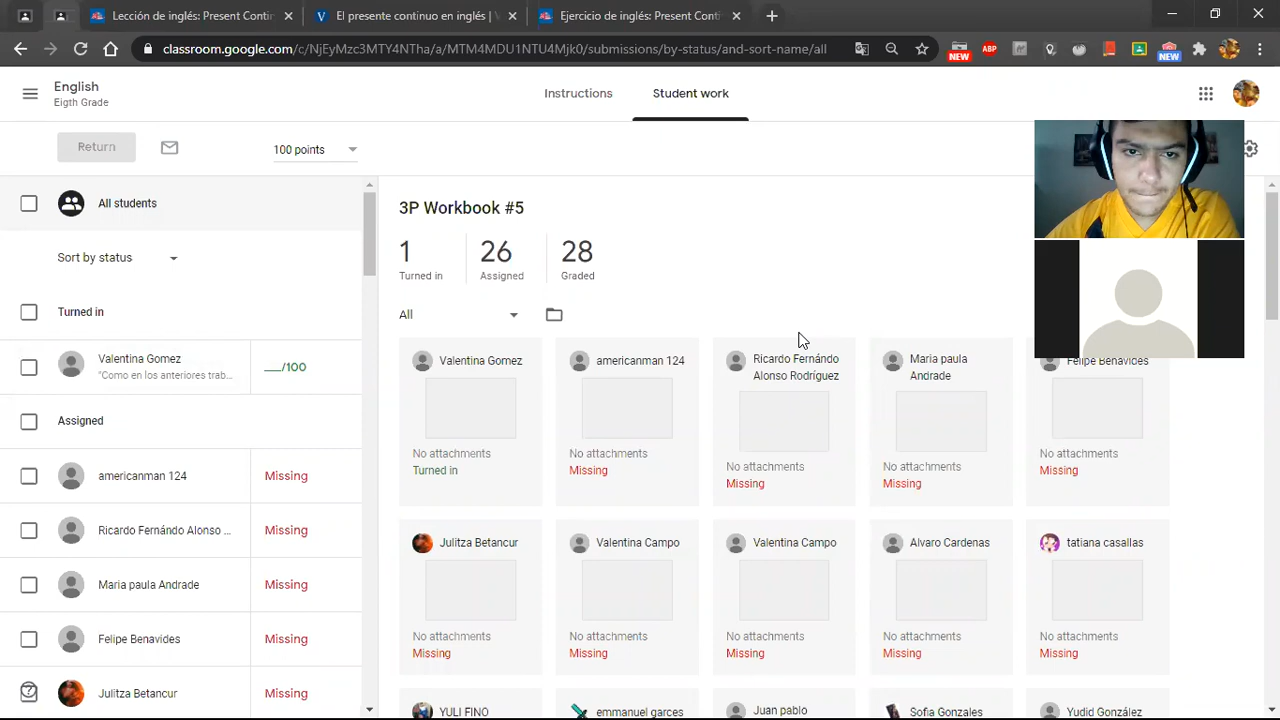 Lección de inglés: Present Contin
El presente continuo en inglés | V
Ejercicio de inglés: Present Conti
classroom.google.com/c/NjEyMzc3MTY4NTha/a/MTM4MDU1NTU4Mjk0/submissions/by-status/and-sort-name/all
NEW
ABP
NEW
English
Eigth Grade
Instructions
Student work
Return
100 points
All students
Sort by status
Turned in
Valentina Gomez
"Como en los anteriores trab...
__/100
Assigned
americanman 124
Missing
Ricardo Fernándo Alonso ...
Missing
Maria paula Andrade
Missing
Felipe Benavides
Missing
Julitza Betancur
Missing
3P Workbook #5
1
Turned in
26
Assigned
28
Graded
All
Valentina Gomez
No attachments
Turned in
americanman 124
No attachments
Missing
Ricardo Fernándo
Alonso Rodríguez
No attachments
Missing
Maria paula
Andrade
No attachments
Missing
Felipe Benavides
No attachments
Missing
Julitza Betancur
No attachments
Missing
Valentina Campo
No attachments
Missing
Valentina Campo
No attachments
Missing
Alvaro Cardenas
No attachments
Missing
tatiana casallas
No attachments
Missing
YULI FINO
emmanuel garces
Juan pablo
Sofia Gonzales
Yudid González